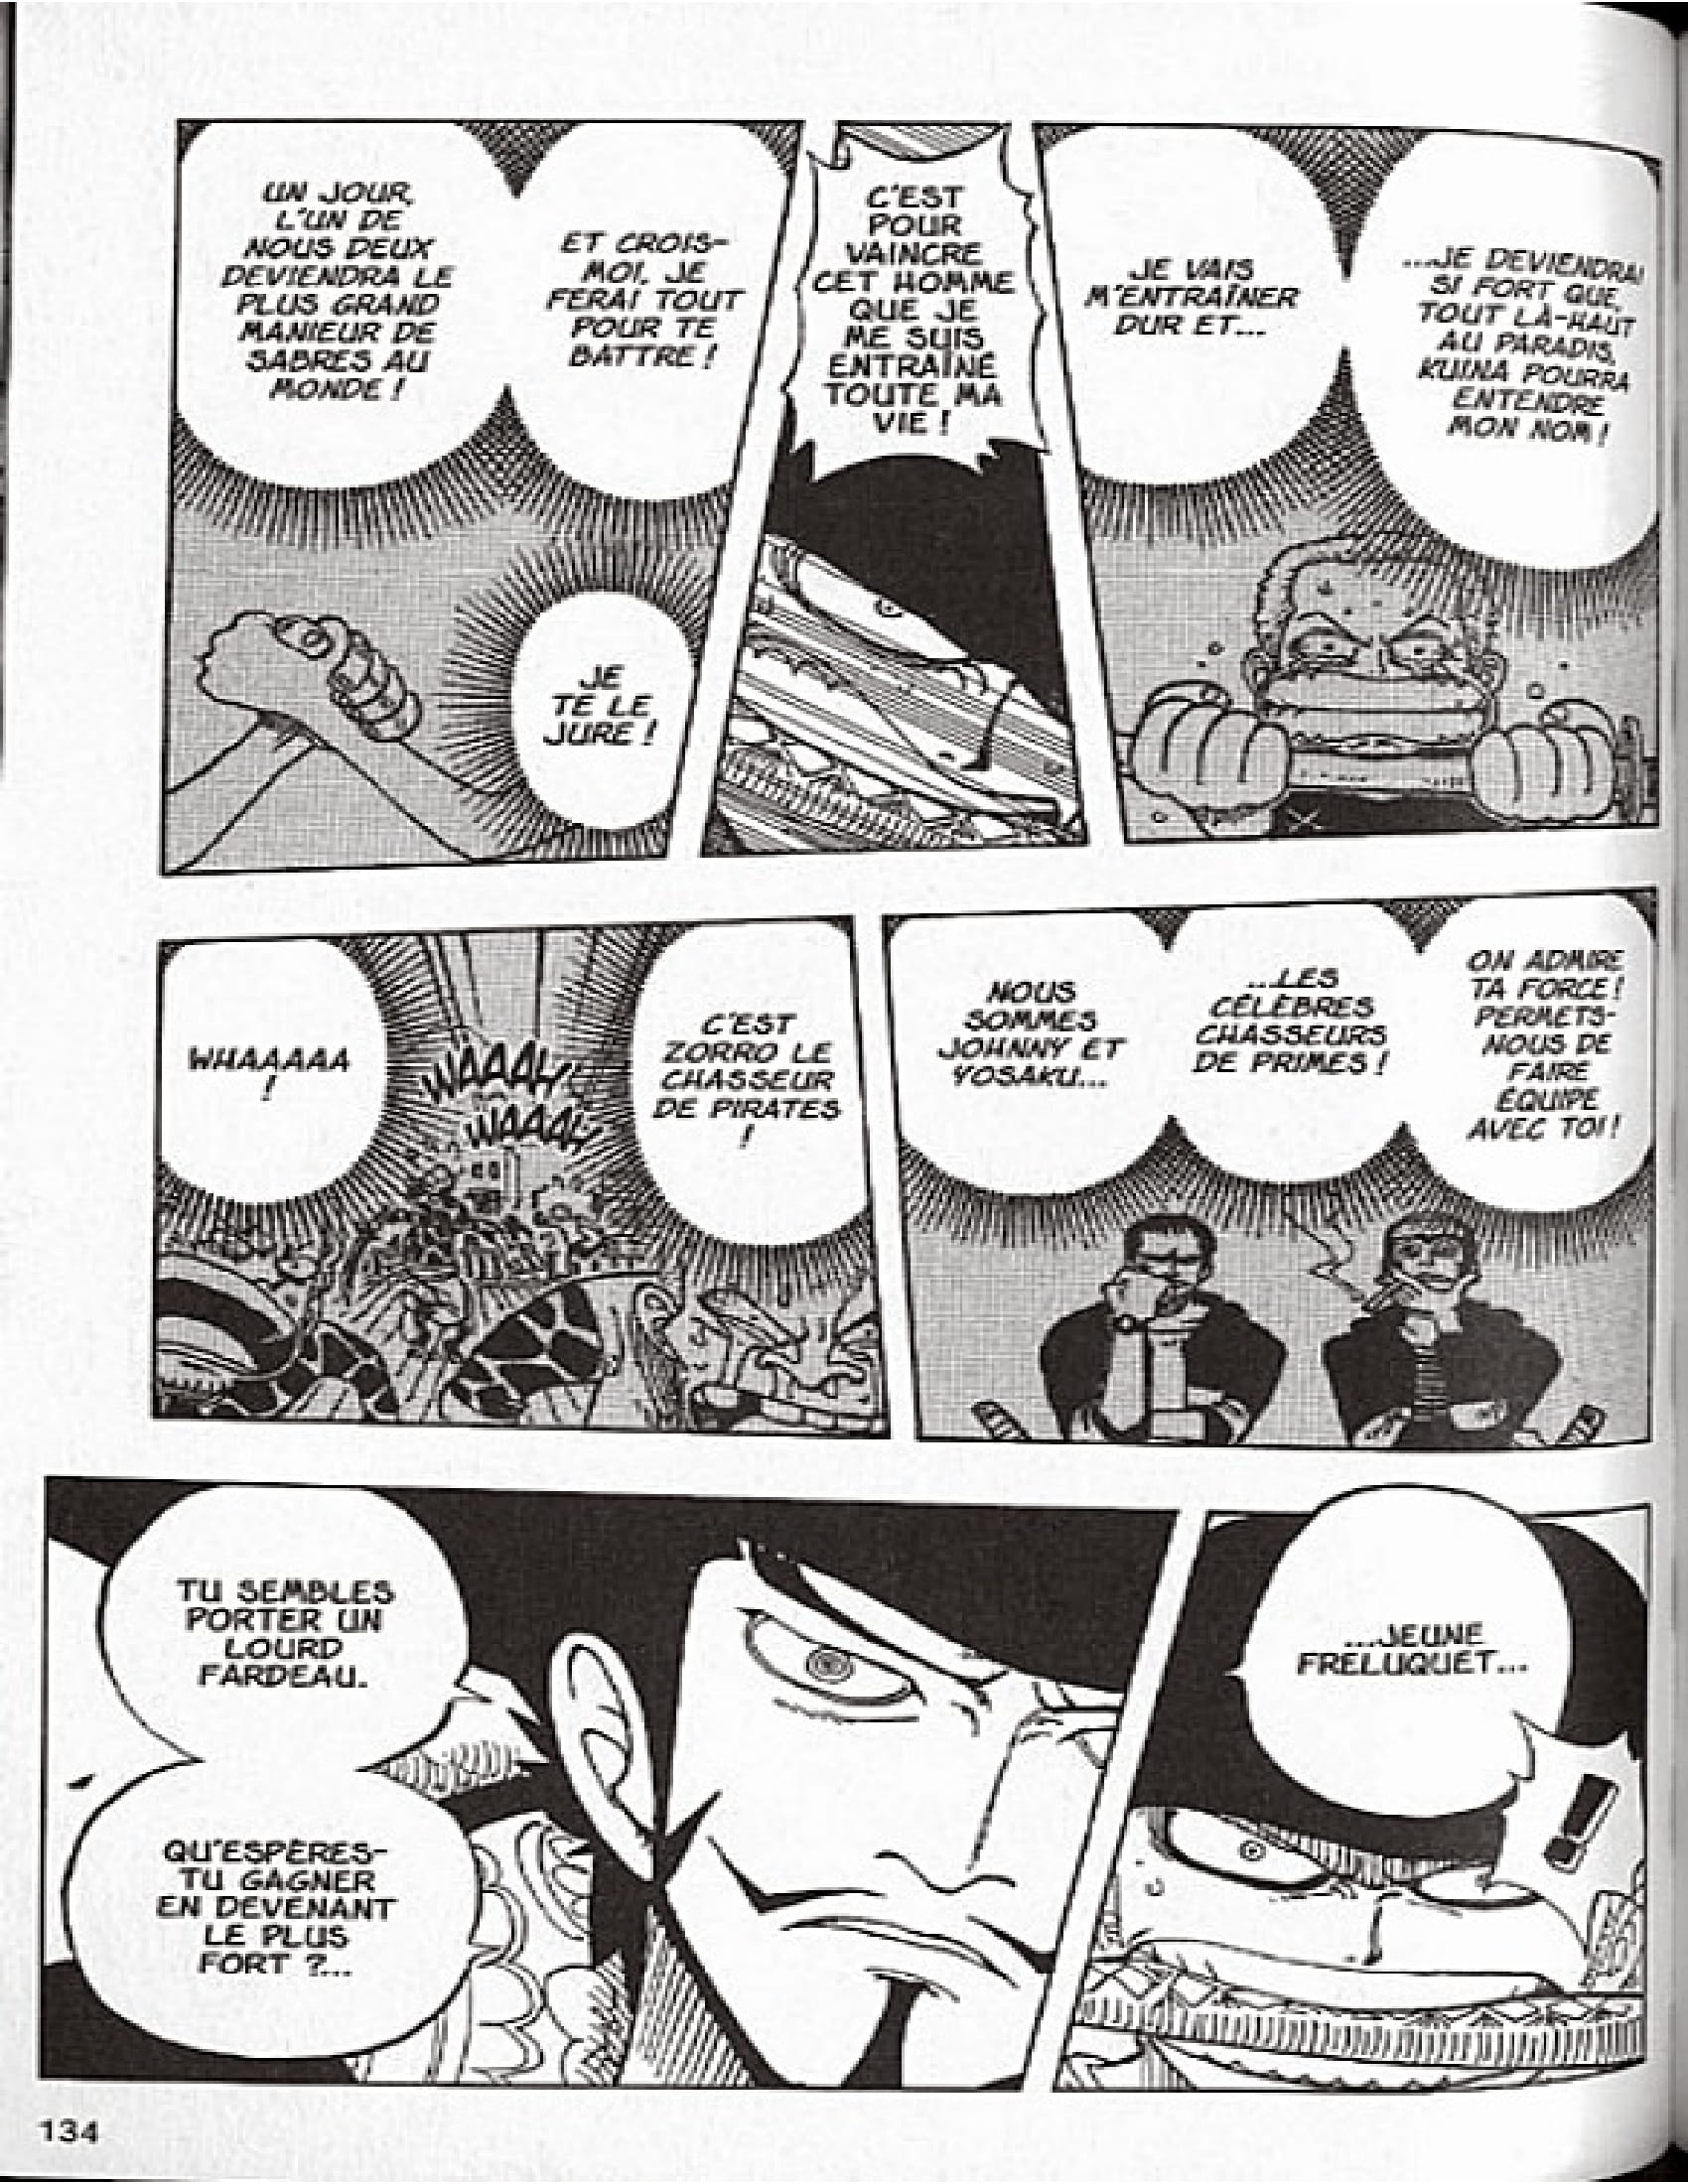 UN JOUR,
L'UN DE
NOUS DEUX
DEVIENDRA LE
PLUS GRAND
MANIEUR DE
SABRES AU
MONDE !
ET CROIS-
MOI, JE
FERAI TOUT
POUR TE
BATTRE !
JE
TE LE
JURE !
C'EST
POUR
VAINCRE
CET HOMME
QUE JE
ME SUIS
ENTRAÎNÉ
TOUTE MA
VIE !
JE VAIS
M'ENTRAÎNER
DUR ET...
...JE DEVIENDRAI
SI FORT QUE,
TOUT LÀ-HAUT
AU PARADIS,
KUINA POURRA
ENTENDRE
MON NOM !
WHAAAAA
!
WAAAH!
WAAAH
C'EST
ZORRO LE
CHASSEUR
DE PIRATES
!
NOUS
SOMMES
JOHNNY ET
YOSAKU...
...LES
CÉLÈBRES
CHASSEURS
DE PRIMES !
ON ADMIRE
TA FORCE !
PERMETS-
NOUS DE
FAIRE
ÉQUIPE
AVEC TOI !
TU SEMBLES
PORTER UN
LOURD
FARDEAU.
QU'ESPÈRES-
TU GAGNER
EN DEVENANT
LE PLUS
FORT ?...
...JEUNE
FRELUQUET...
!
134